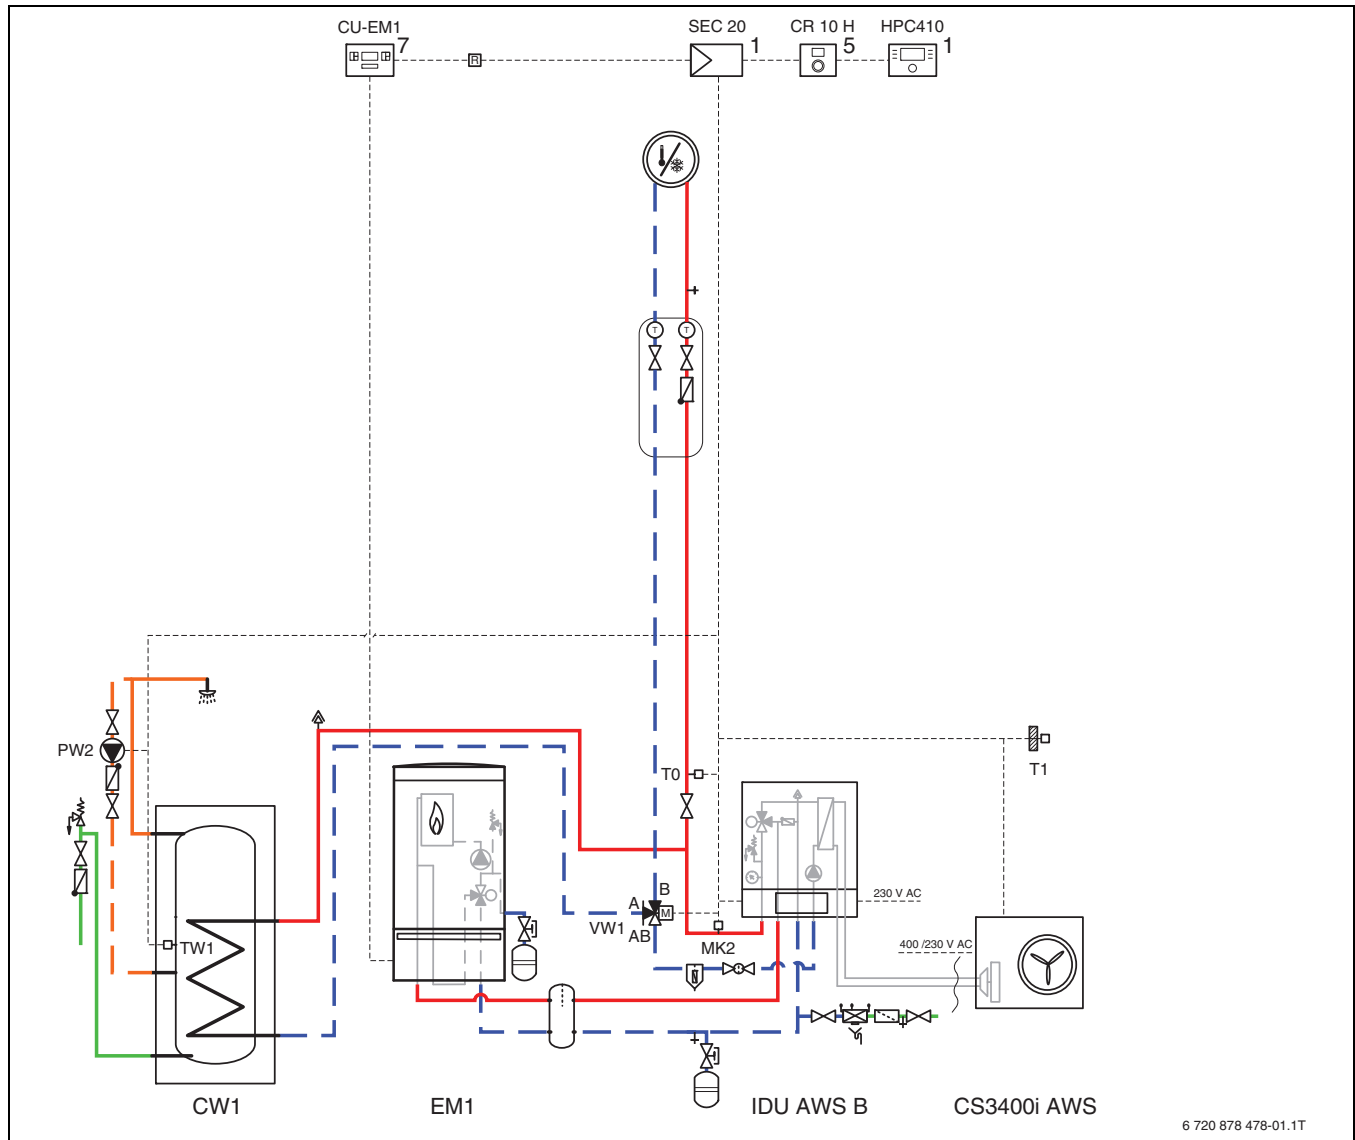 CU-EM1
7
R
SEC 20
1
CR 10 H
5
HPC410
1
T
T
PW2
T0
T1
A
B
M
VW1
AB
MK2
230 V AC
400 /230 V AC
TW1
CW1
EM1
IDU AWS B
CS3400i AWS
6 720 878 478-01.1T